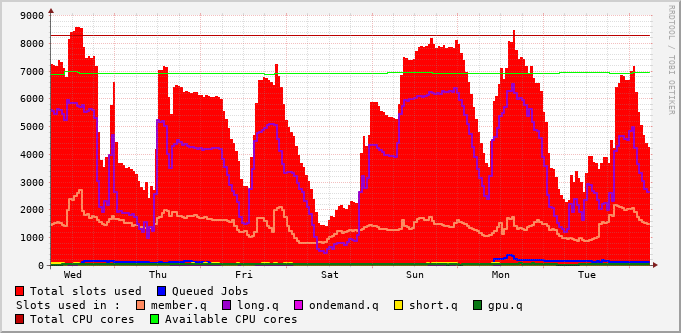 9000
8000
7000
6000
5000
4000
3000
2000
1000
0
Wed Thu Fri Sat Sun Mon Tue
RRDTOOL / TOBI OETIKER
Total slots used Queued Jobs
Slots used in : member.q long.q ondemand.q short.q gpu.q
Total CPU cores Available CPU cores